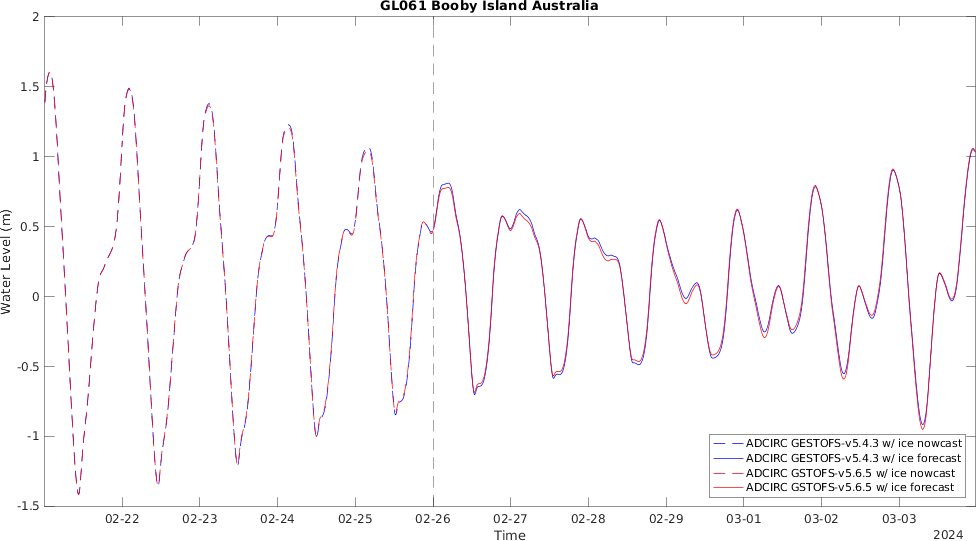 GL061 Booby Island Australia
2
1.5
1
0.5
0
-0.5
-1
-1.5
Water Level (m)
ADCIRC GESTOFS-v5.4.3 w/ ice nowcast
ADCIRC GESTOFS-v5.4.3 w/ ice forecast
ADCIRC GSTOFS-v5.6.5 w/ ice nowcast
ADCIRC GSTOFS-v5.6.5 w/ ice forecast
02-22 02-23 02-24 02-25 02-26 02-27 02-28 02-29 03-01 03-02 03-03
Time
2024